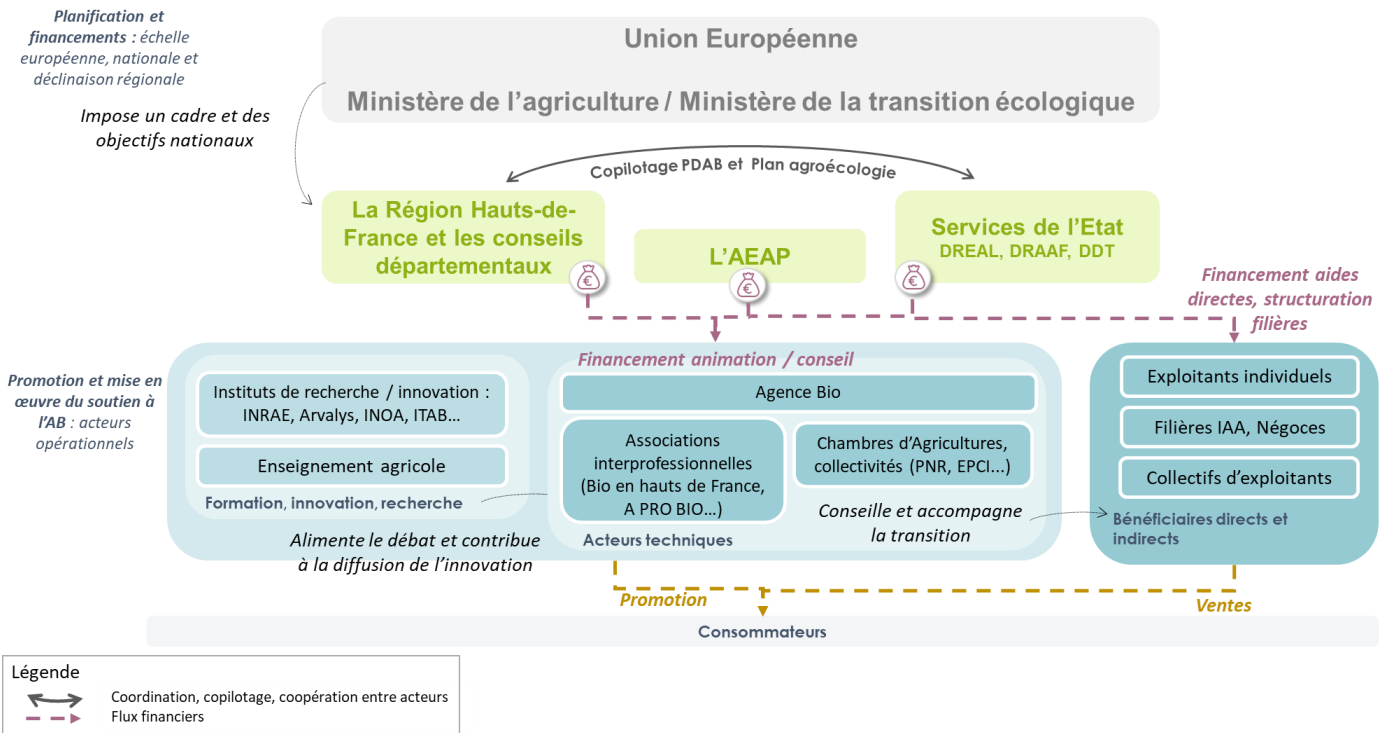 Planification et
financements : échelle
européenne, nationale et
déclinaison régionale
Union Européenne
Ministère de l'agriculture / Ministère de la transition écologique
Impose un cadre et des
objectifs nationaux
Copilotage PDAB et Plan agroécologie
La Région Hauts-de-
France et les conseils
départementaux
L'AEAP
Services de l'Etat
DREAL, DRAAF, DDT
€
€
€
Financement aides
directes, structuration
filières
Promotion et mise en
œuvre du soutien à
l'AB : acteurs
opérationnels
Instituts de recherche / innovation :
INRAE, Arvalys, INOA, ITAB...
Enseignement agricole
Formation, innovation, recherche
Alimente le débat et contribue
à la diffusion de l'innovation
Financement animation / conseil
Agence Bio
Associations
interprofessionnelles
(Bio en hauts de France,
A PRO BIO...)
Chambres d'Agricultures,
collectivités (PNR, EPCI...)
Acteurs techniques
Conseille et accompagne
la transition
Exploitants individuels
Filières IAA, Négoces
Collectifs d'exploitants
Bénéficiaires directs et
indirects
Promotion
Ventes
Consommateurs
Légende
Coordination, copilotage, coopération entre acteurs
Flux financiers